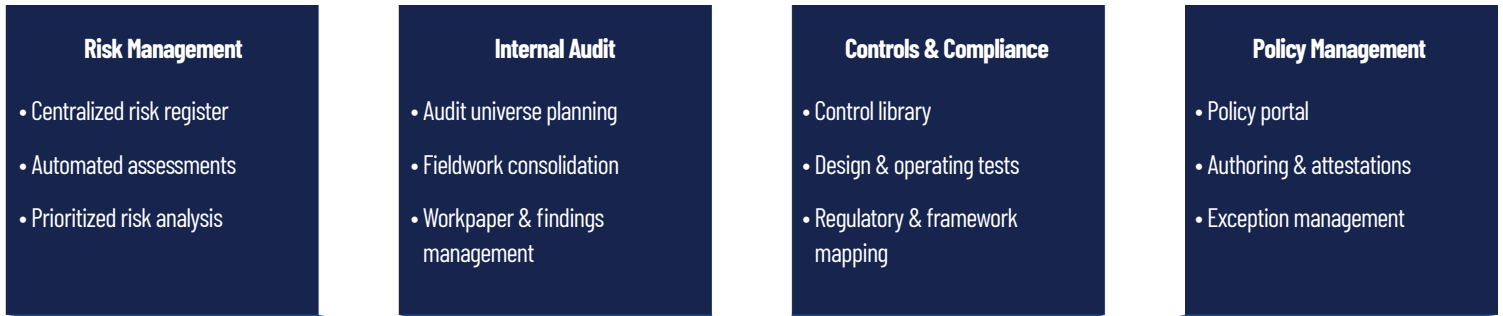 Risk Management
• Centralized risk register
• Automated assessments
• Prioritized risk analysis
Internal Audit
• Audit universe planning
• Fieldwork consolidation
• Workpaper & findings
management
Controls & Compliance
• Control library
• Design & operating tests
• Regulatory & framework
mapping
Policy Management
• Policy portal
• Authoring & attestations
• Exception management